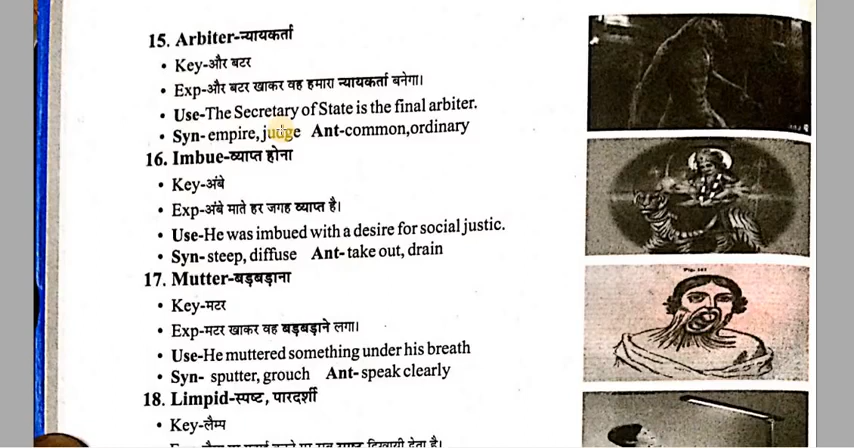 15. Arbiter-न्यायकर्ता
• Key-और बटर
• Exp-और बटर खाकर वह हमारा न्यायकर्ता बनेगा।
• Use-The Secretary of State is the final arbiter.
• Syn- empire, judge Ant-common,ordinary
16. Imbue-व्याप्त होना
• Key-अंबे
• Exp-अंबे माते हर जगह व्याप्त है।
• Use-He was imbued with a desire for social justic.
• Syn- steep, diffuse Ant- take out, drain
17. Mutter-बड़बड़ाना
• Key-मटर
• Exp-मटर खाकर वह बड़बड़ाने लगा।
• Use-He muttered something under his breath
• Syn- sputter, grouch Ant- speak clearly
18. Limpid-स्पष्ट, पारदर्शी
• Key-लैम्प
दिखायी देता है।